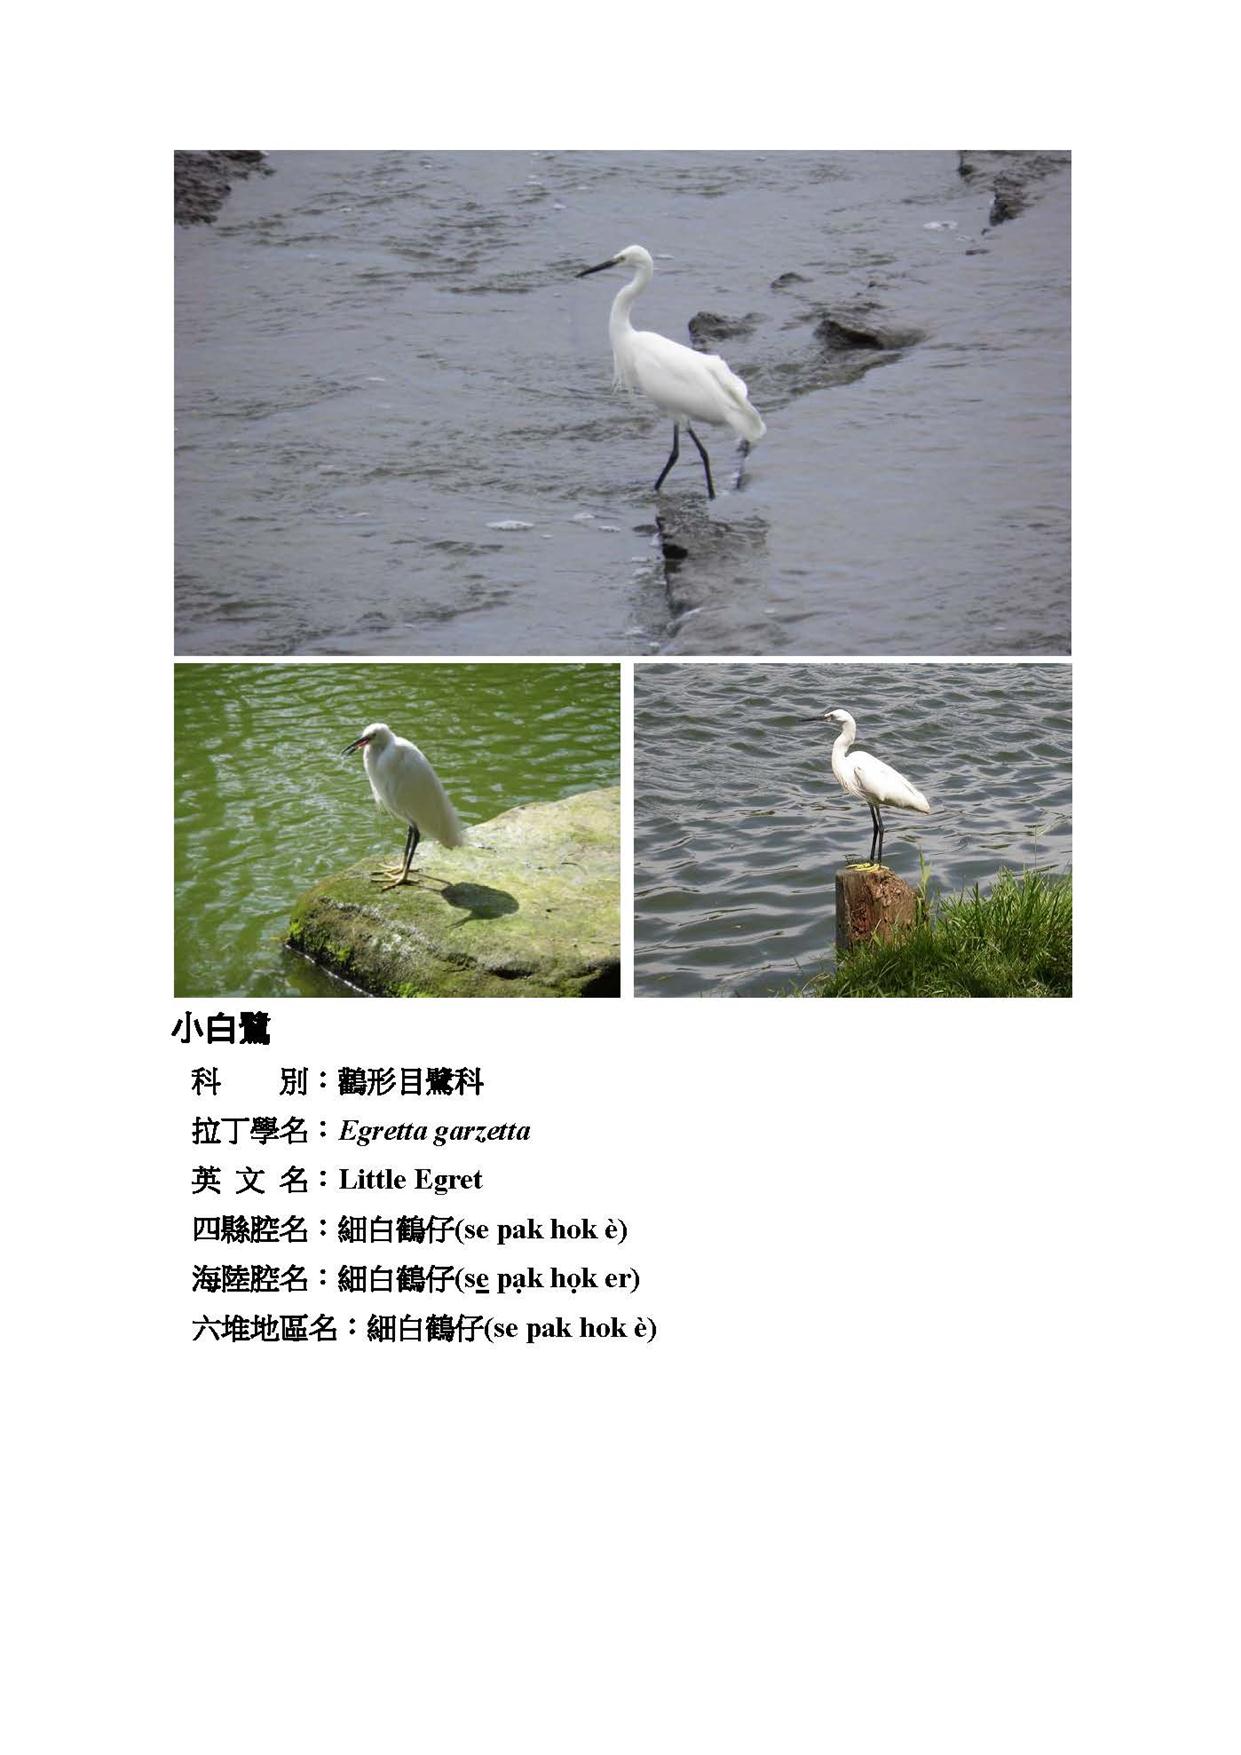 小白鷺
科　　別：鸛形目鷺科
拉丁學名：Egretta garzetta
英 文 名：Little Egret
四縣腔名：細白鶴仔(se pak hok è)
海陸腔名：細白鶴仔(se̲ pạk họk er)
六堆地區名：細白鶴仔(se pak hok è)